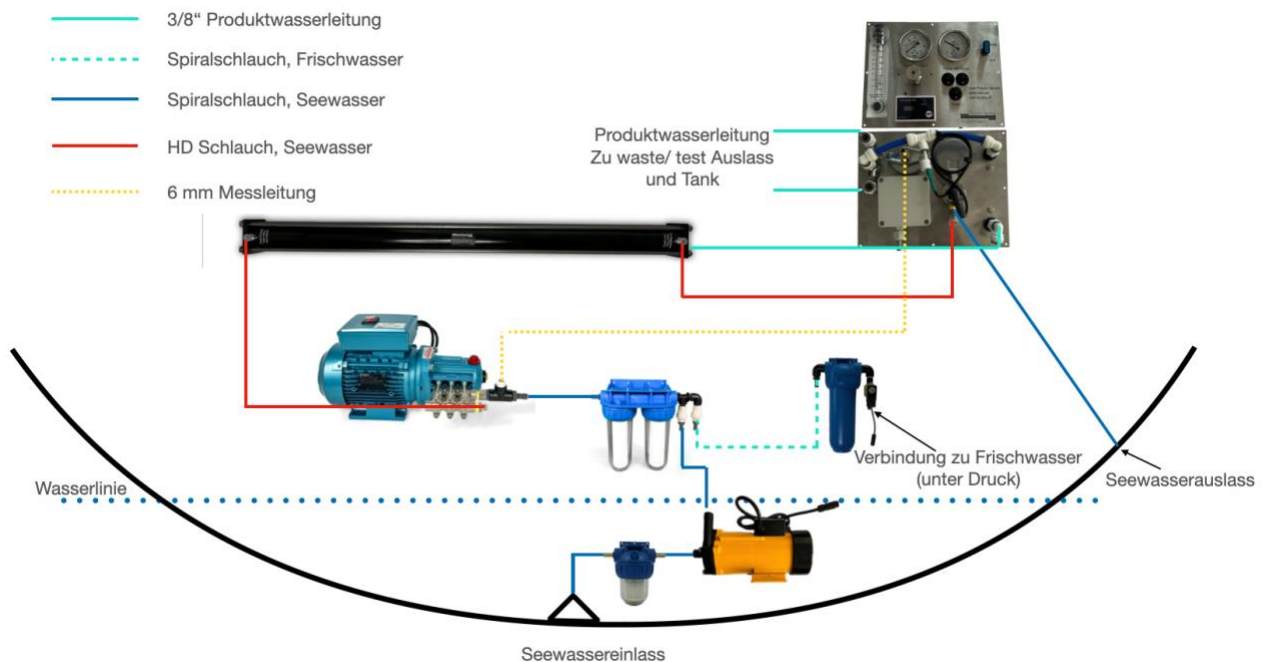 3/8“ Produktwasserleitung
Spiralschlauch, Frischwasser
Spiralschlauch, Seewasser
HD Schlauch, Seewasser
6 mm Messleitung
Produktwasserleitung
Zu waste/ test Auslass
und Tank
Verbindung zu Frischwasser
(unter Druck)
Seewasserauslass
Wasserlinie
Seewassereinlass